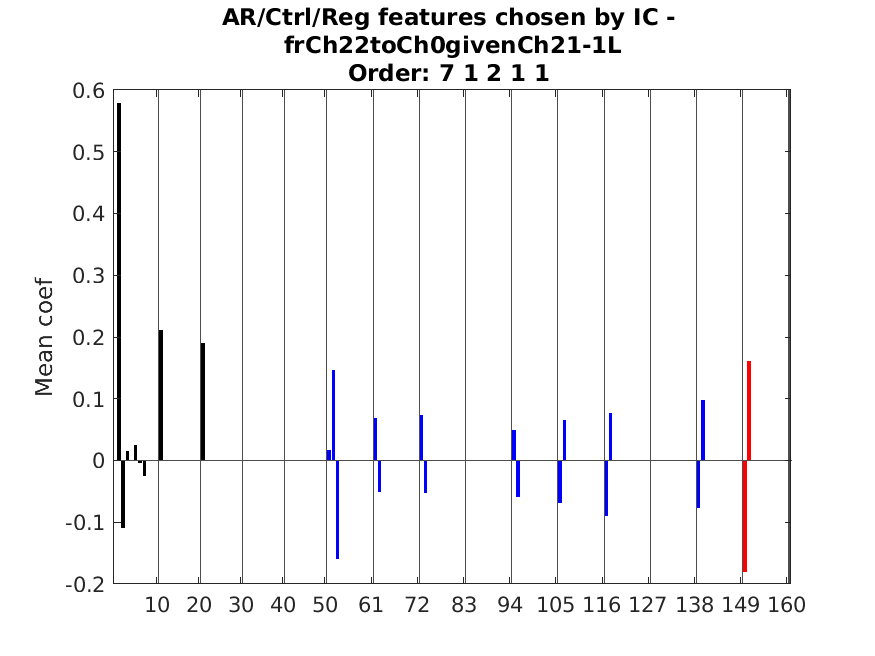 AR/Ctrl/Reg features chosen by IC -
frCh22toCh0givenCh21-1L
Order: 7 1 2 1 1
0.6
0.5
0.4
0.3
0.2
0.1
0
-0.1
-0.2
Mean coef
10 20 30 40 50 61 72 83 94 105 116 127 138 149 160